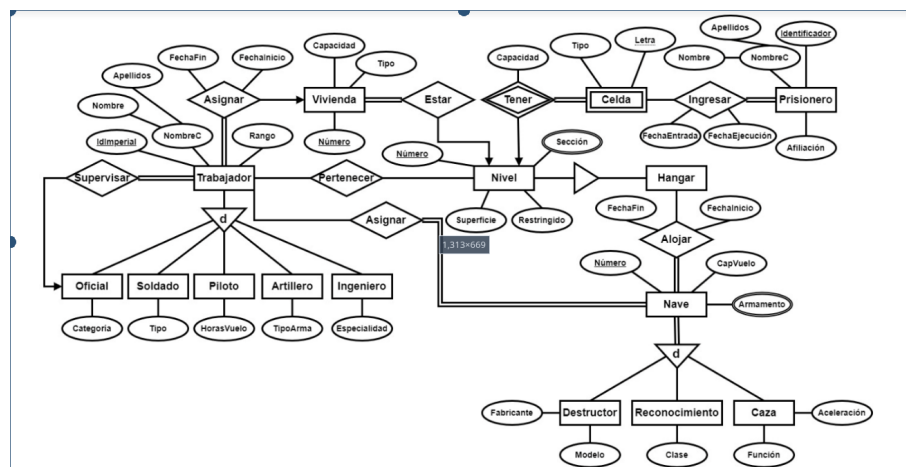 Capacidad
Tipo
FechaFin
FechaInicio
Apellidos
Asignar
Vivienda
Estar
Nombre
NombreC
Número
IdImperial
Rango
Capacidad
Tipo
Letra
Tener
Celda
Ingresar
FechaEntrada
FechaEjecución
Apellidos
Identificador
Nombre
NombreC
Prisionero
Afiliación
Supervisar
Trabajador
Pertenecer
Número
Sección
Nivel
Superficie
Restringido
Hangar
Asignar
1,313×669
FechaFin
FechaInicio
Alojar
Número
CapVuelo
Nave
Armamento
d
Oficial
Soldado
Piloto
Artillero
Ingeniero
Categoría
Tipo
HorasVuelo
TipoArma
Especialidad
d
Fabricante
Destructor
Reconocimiento
Caza
Aceleración
Modelo
Clase
Función